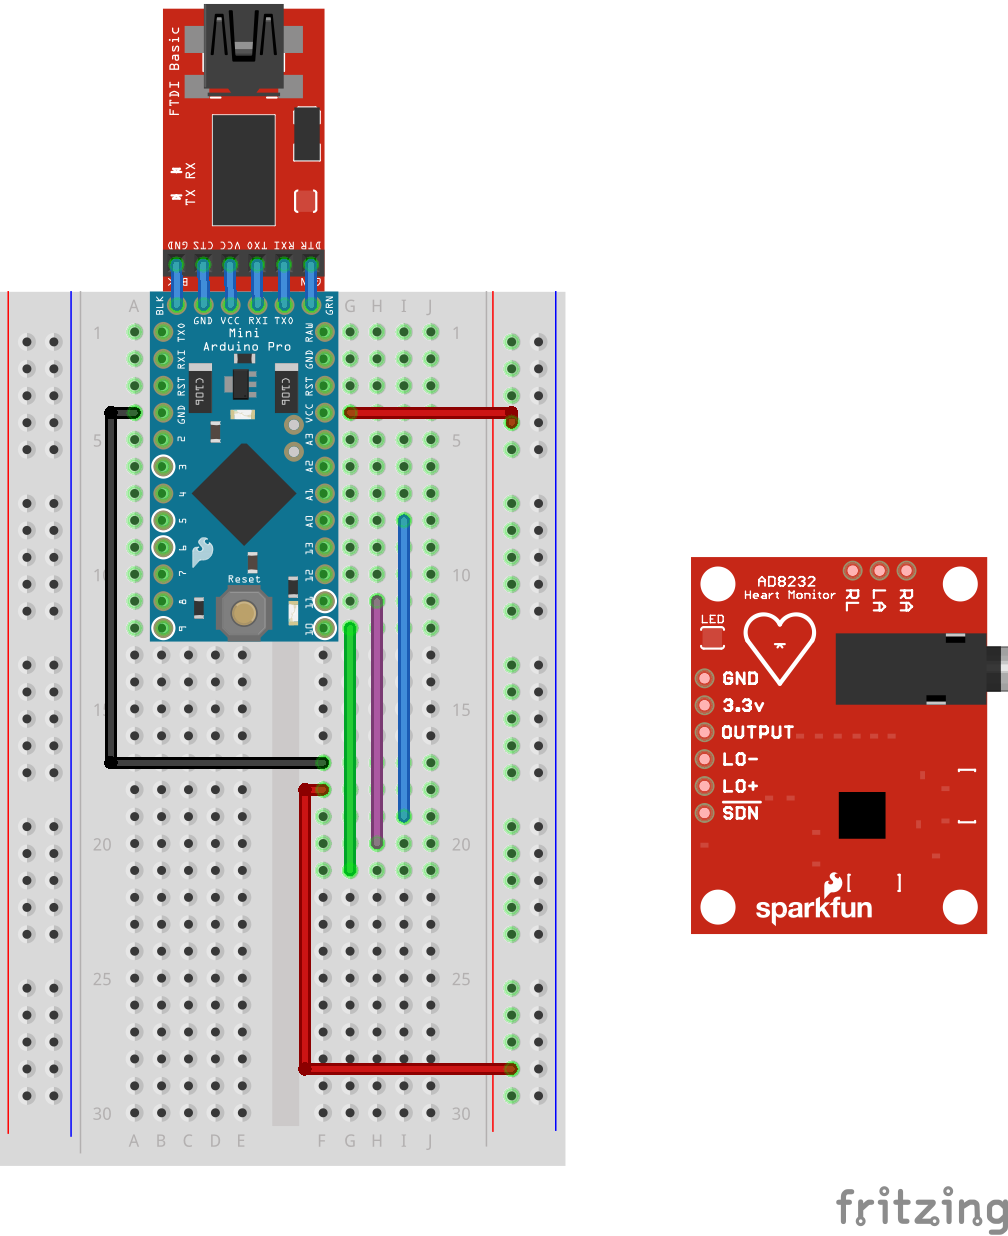 FTDI Basic
TX RX
GND CTS VCC TXO RXI DTR
BLK GND VCC RXI TXO GRN
Mini
Arduino Pro
TXO RXI RST GND 2 3 4 5 6 7 8 9
RAW GND RST VCC A3 A2 A1 A0 13 12 11 10
C10P C10P
Reset
A G H I J
1 1
5 5
10 10
15 15
20 20
25 25
30 30
A B C D E F G H I J
AD8232
Heart Monitor
RL LA RA
LED
GND
3.3v
OUTPUT
LO-
LO+
SDN
sparkfun
fritzing